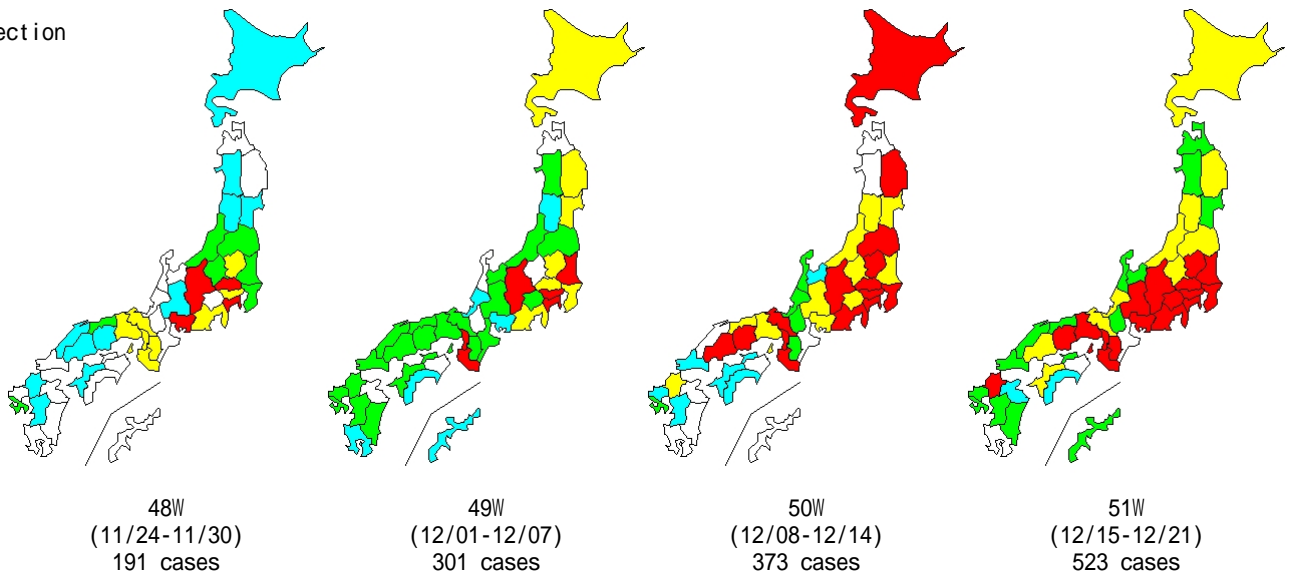 ection
48W
(11/24-11/30)
191 cases
49W
(12/01-12/07)
301 cases
50W
(12/08-12/14)
373 cases
51W
(12/15-12/21)
523 cases